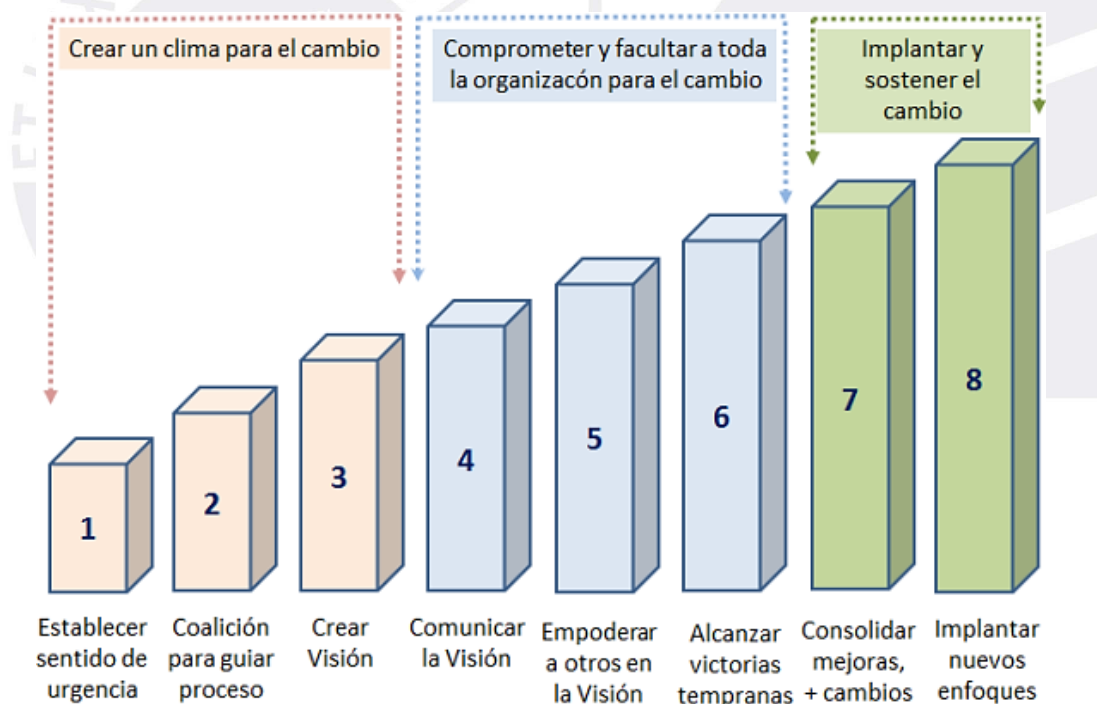 Crear un clima para el cambio
Comprometer y facultar a toda
la organizacón para el cambio
Implantar y
sostener el
cambio
1
2
3
4
5
6
7
8
Establecer
sentido de
urgencia
Coalición
para guiar
proceso
Crear
Visión
Comunicar
la Visión
Empoderar
a otros en
la Visión
Alcanzar
victorias
tempranas
Consolidar
mejoras,
+ cambios
Implantar
nuevos
enfoques